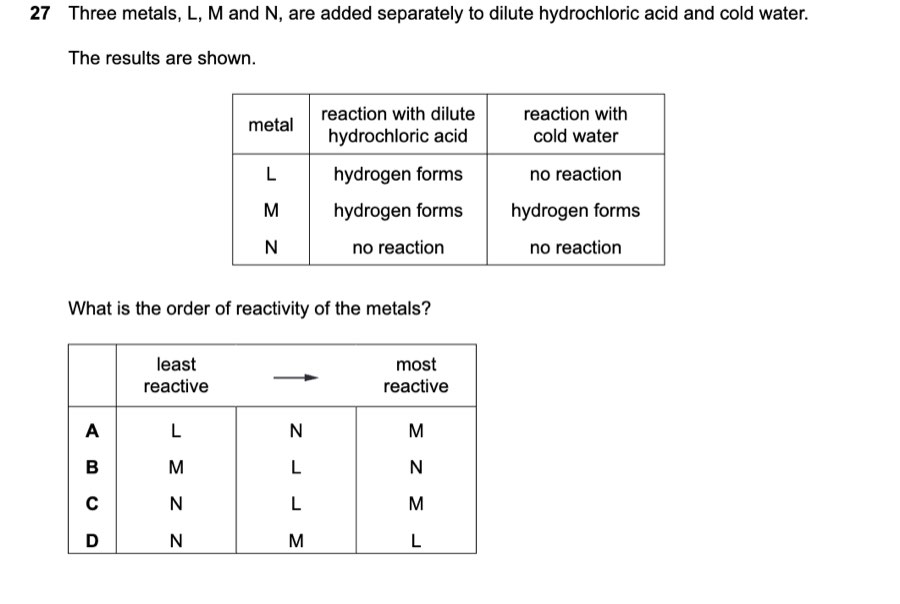 27 Three metals, L, M and N, are added separately to dilute hydrochloric acid and cold water.
The results are shown.
metal reaction with dilute hydrochloric acid reaction with cold water
L hydrogen forms no reaction
M hydrogen forms hydrogen forms
N no reaction no reaction
What is the order of reactivity of the metals?
least reactive → most reactive
A L N M
B M L N
C N L M
D N M L